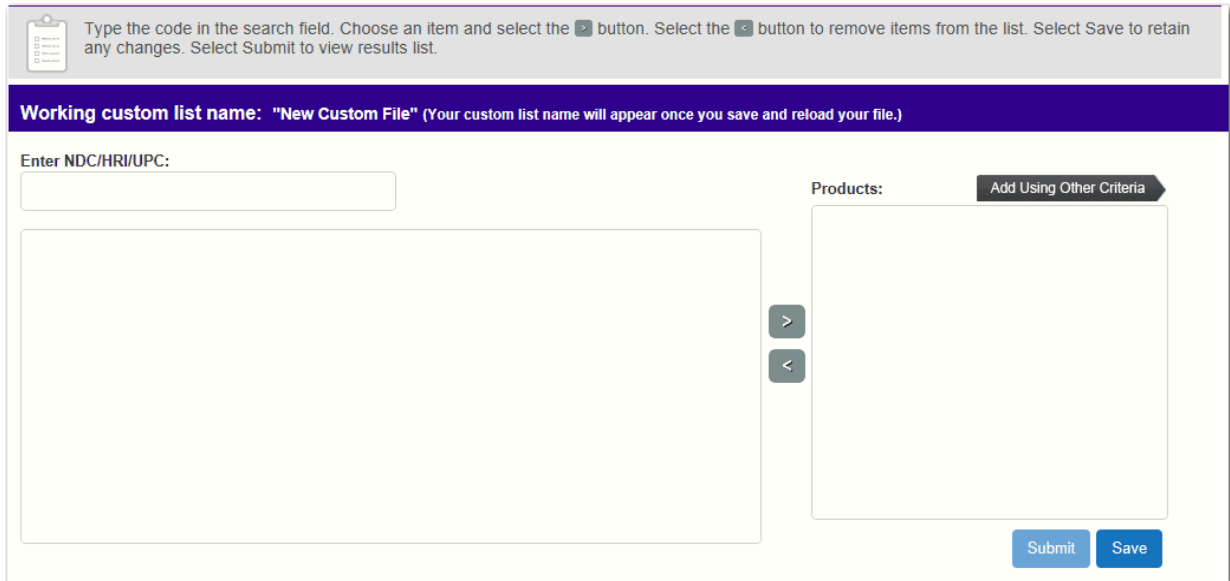 Type the code in the search field. Choose an item and select the > button. Select the < button to remove items from the list. Select Save to retain
any changes. Select Submit to view results list.
Working custom list name: "New Custom File" (Your custom list name will appear once you save and reload your file.)
Enter NDC/HRI/UPC:
Products:
Add Using Other Criteria
>
<
Submit
Save